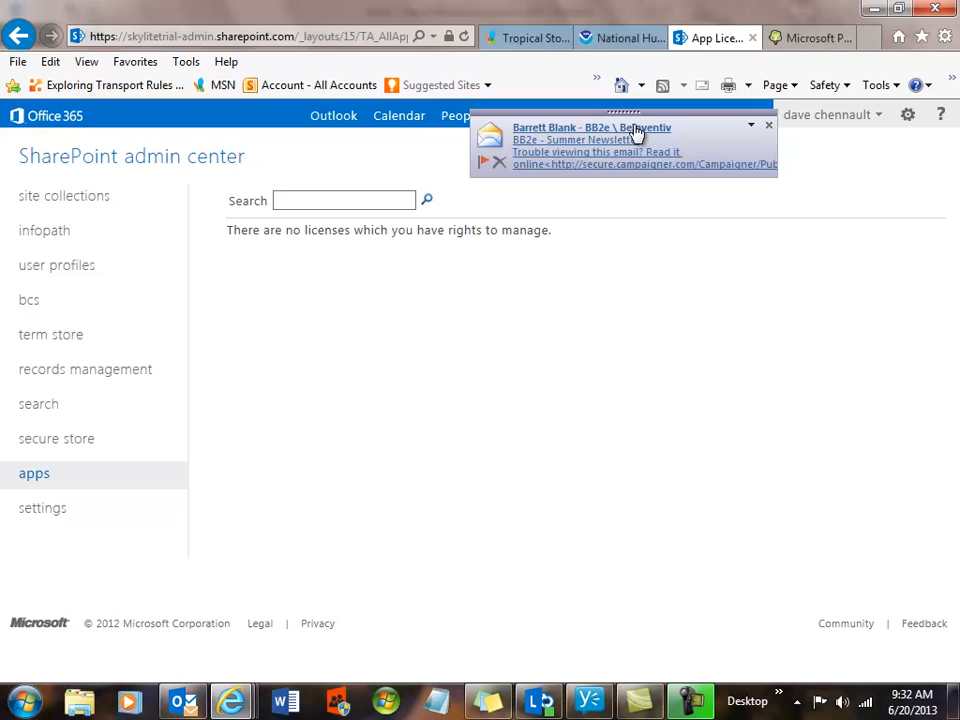 https://skylitetrial-admin.sharepoint.com/_layouts/15/TA_AllApp
Tropical Sto...
National Hu...
App Lice...
Microsoft P...
File Edit View Favorites Tools Help
Exploring Transport Rules ...
MSN
Account - All Accounts
Suggested Sites
Page
Safety
Tools
Office 365
Outlook
Calendar
Peop
dave chennault
?
Barrett Blank - BB2e \
BB2e - Summer Newslett
Trouble viewing this email? Read it
online<http://secure.campaigner.com/Campaigner/Pub
SharePoint admin center
site collections
infopath
user profiles
bcs
term store
records management
search
secure store
apps
settings
Search
There are no licenses which you have rights to manage.
Microsoft © 2012 Microsoft Corporation Legal | Privacy
Community | Feedback
Desktop
9:32 AM
6/20/2013